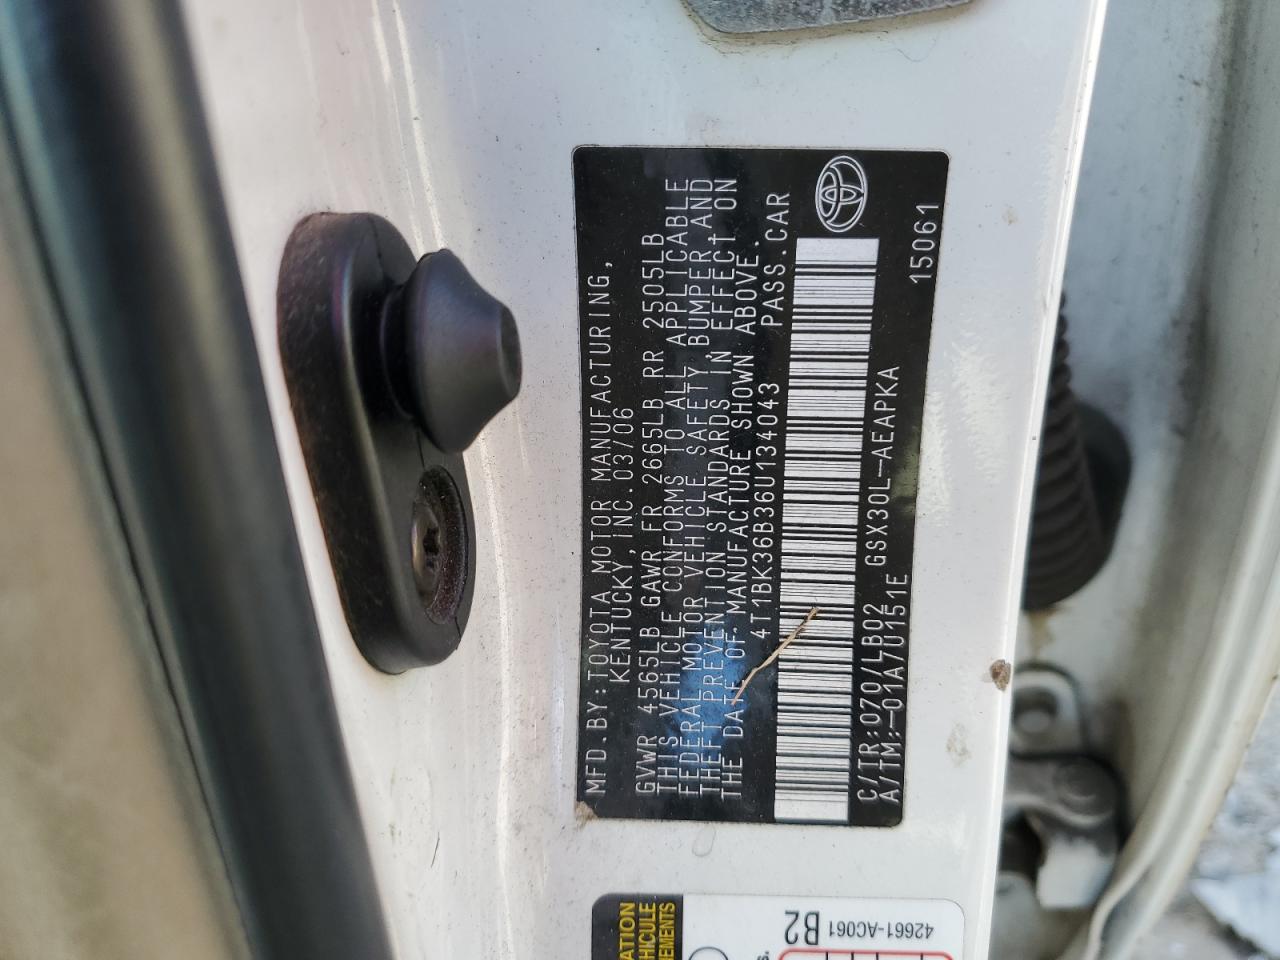 MFD.BY:TOYOTA MOTOR MANUFACTURING,
KENTUCKY,INC.03/06
GVWR 4565LB GAWR FR 2665LB RR 2505LB
THIS VEHICLE CONFORMS TO ALL APPLICABLE
FEDERAL MOTOR VEHICLE SAFETY, BUMPER, AND
THEFT PREVENTION STANDARDS IN EFFECT ON
THE DATE OF MANUFACTURE SHOWN ABOVE.
4T1BK36B36U134043 PASS.CAR
C/TR:070/LB02 GSX30L-AEAPKA 15061
A/TM:-01A/U151E
B2
42661-AC061